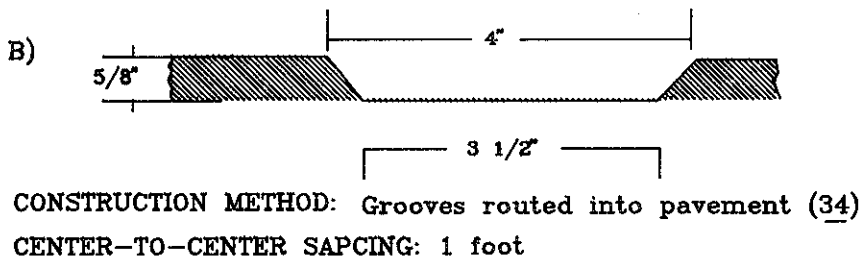 4"
B)
5/8"
3 1/2"
CONSTRUCTION METHOD: Grooves routed into pavement (34)
CENTER-TO-CENTER SAPCING: 1 foot